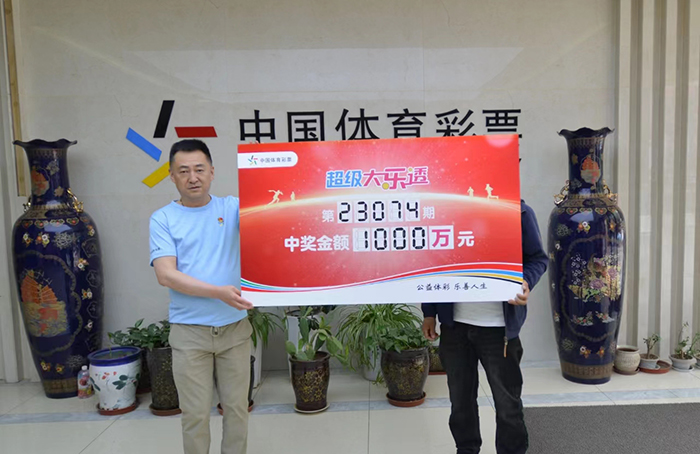 中国体育彩票
中国体育彩票
超级大乐透
第23074期
中奖金额1000万元
公益体彩 乐善人生